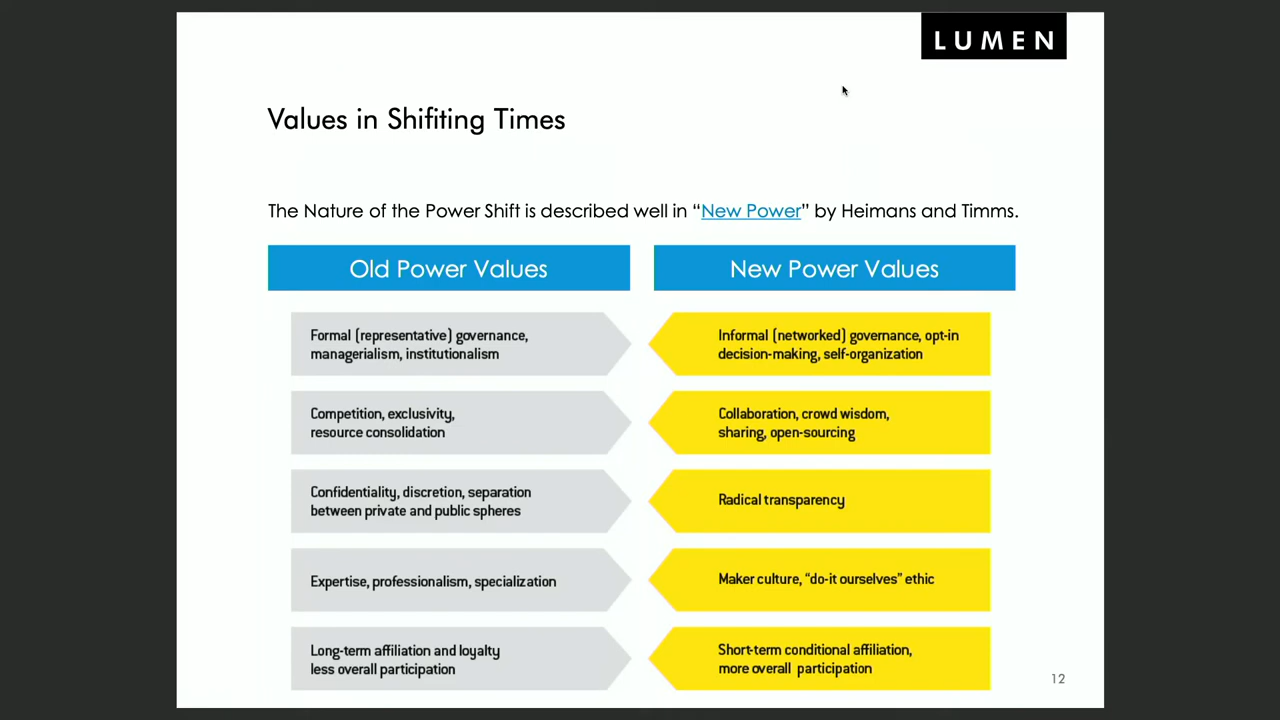 LUMEN
Values in Shifiting Times
The Nature of the Power Shift is described well in “New Power” by Heimans and Timms.
Old Power Values
New Power Values
Formal (representative) governance,
managerialism, institutionalism
Informal (networked) governance, opt-in
decision-making, self-organization
Competition, exclusivity,
resource consolidation
Collaboration, crowd wisdom,
sharing, open-sourcing
Confidentiality, discretion, separation
between private and public spheres
Radical transparency
Expertise, professionalism, specialization
Maker culture, “do-it ourselves” ethic
Long-term affiliation and loyalty
less overall participation
Short-term conditional affiliation,
more overall participation
12